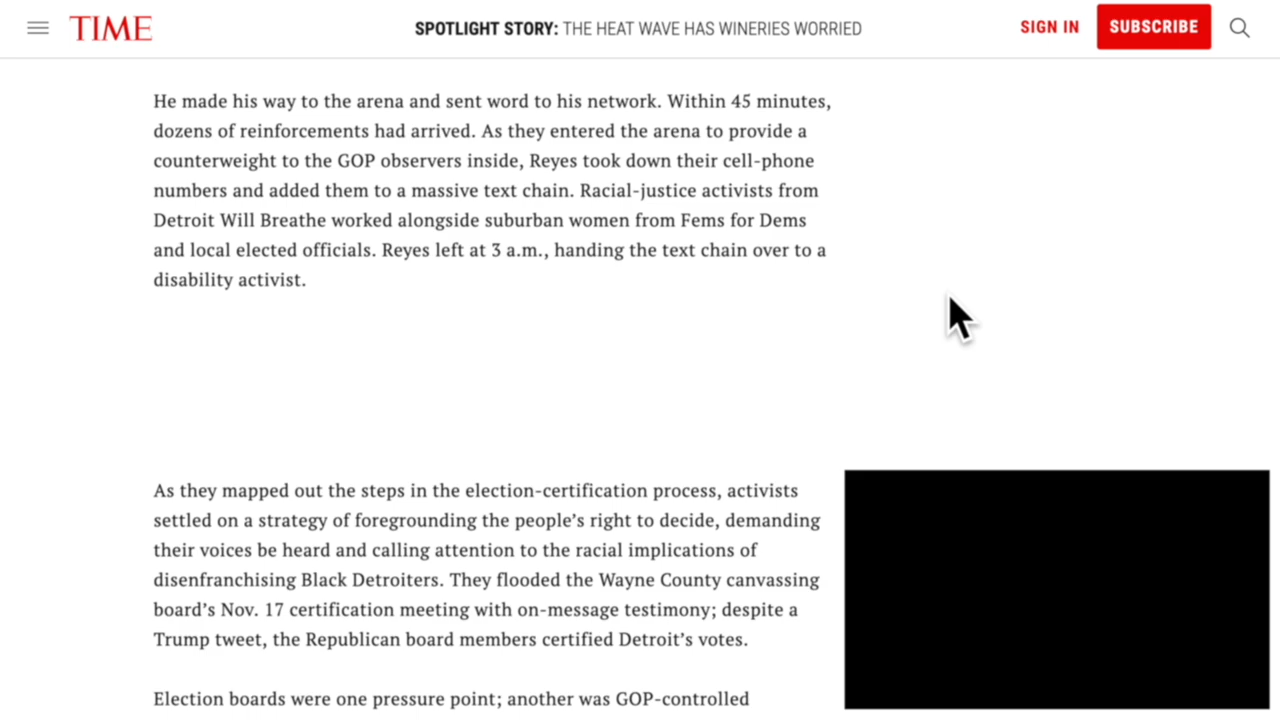 TIME
SPOTLIGHT STORY: THE HEAT WAVE HAS WINERIES WORRIED
SIGN IN
SUBSCRIBE
He made his way to the arena and sent word to his network. Within 45 minutes,
dozens of reinforcements had arrived. As they entered the arena to provide a
counterweight to the GOP observers inside, Reyes took down their cell-phone
numbers and added them to a massive text chain. Racial-justice activists from
Detroit Will Breathe worked alongside suburban women from Fems for Dems
and local elected officials. Reyes left at 3 a.m., handing the text chain over to a
disability activist.
As they mapped out the steps in the election-certification process, activists
settled on a strategy of foregrounding the people’s right to decide, demanding
their voices be heard and calling attention to the racial implications of
disenfranchising Black Detroiters. They flooded the Wayne County canvassing
board’s Nov. 17 certification meeting with on-message testimony; despite a
Trump tweet, the Republican board members certified Detroit’s votes.
Election boards were one pressure point; another was GOP-controlled